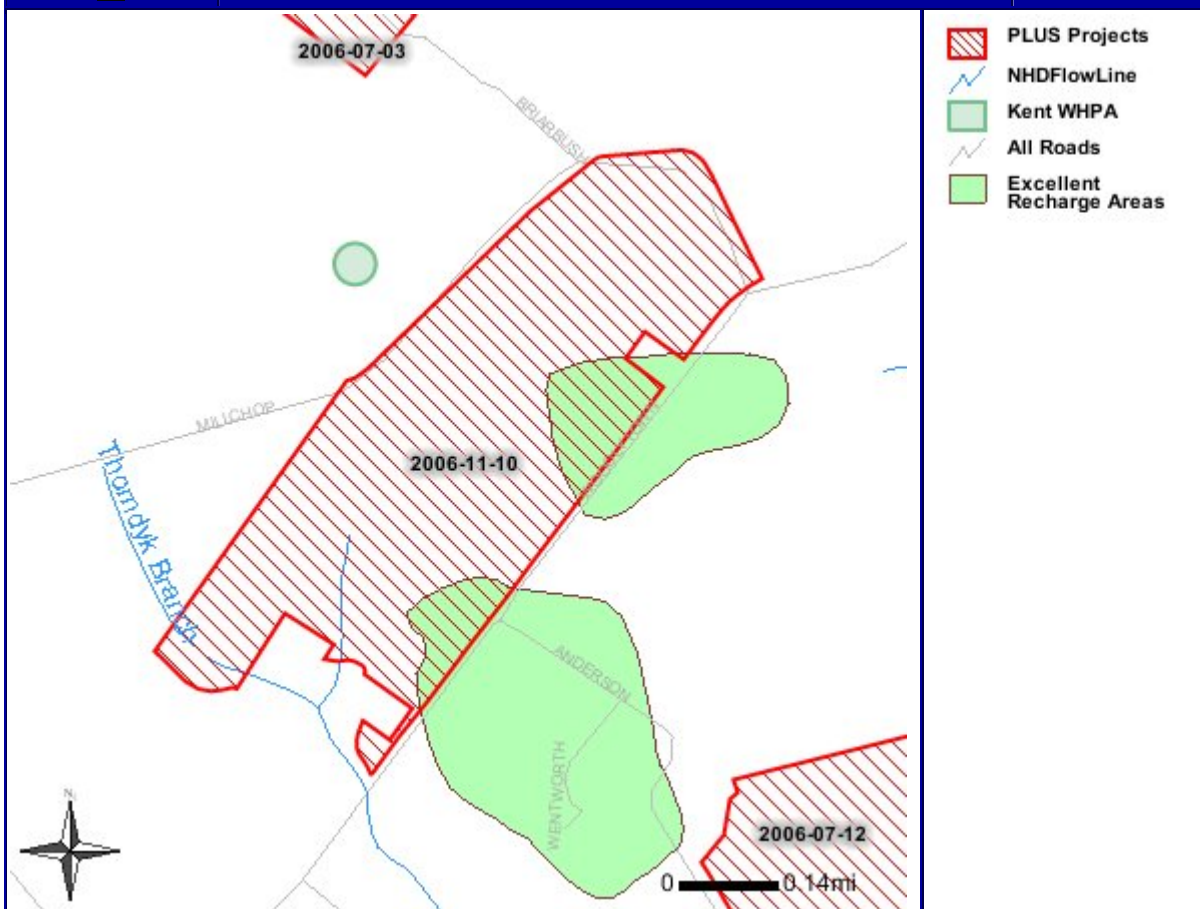 2006-07-03
BRIARBUSH
MILLCHOP
2006-11-10
Thorndyk Branch
ANDERSON
WENTWORTH
2006-07-12
N
0 0.14mi
PLUS Projects
NHDFlowLine
Kent WHPA
All Roads
Excellent
Recharge Areas